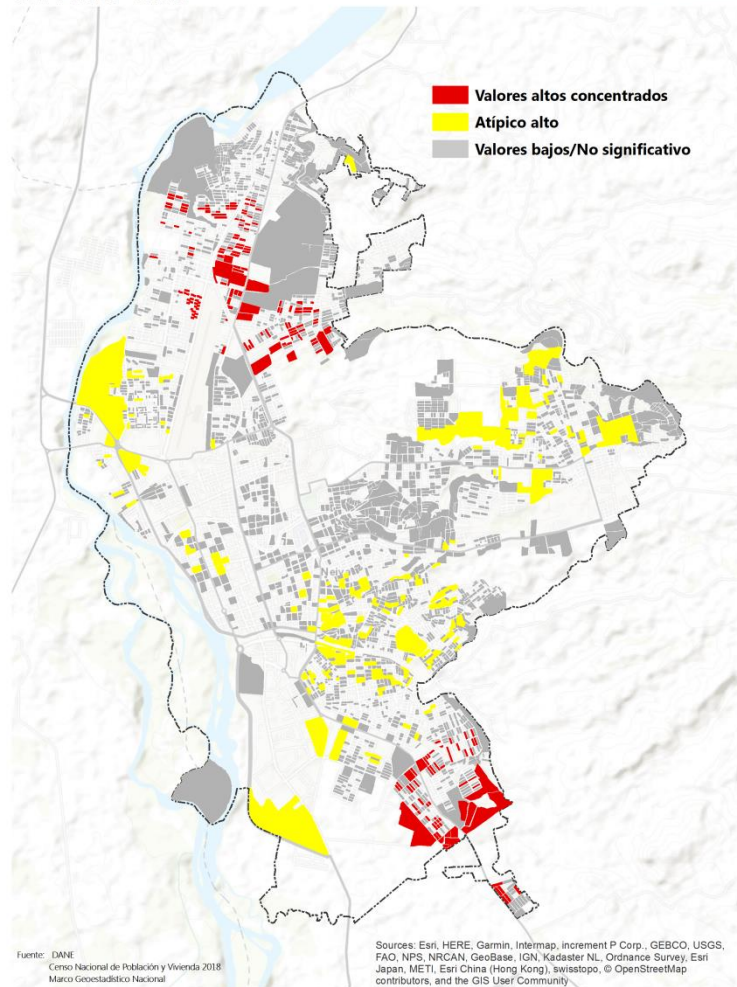 Valores altos concentrados
Atípico alto
Valores bajos/No significativo
Neiva
Fuente: DANE
Censo Nacional de Población y Vivienda 2018
Marco Geoestadístico Nacional
Sources: Esri, HERE, Garmin, Intermap, increment P Corp., GEBCO, USGS,
FAO, NPS, NRCAN, GeoBase, IGN, Kadaster NL, Ordnance Survey, Esri
Japan, METI, Esri China (Hong Kong), swisstopo, © OpenStreetMap
contributors, and the GIS User Community